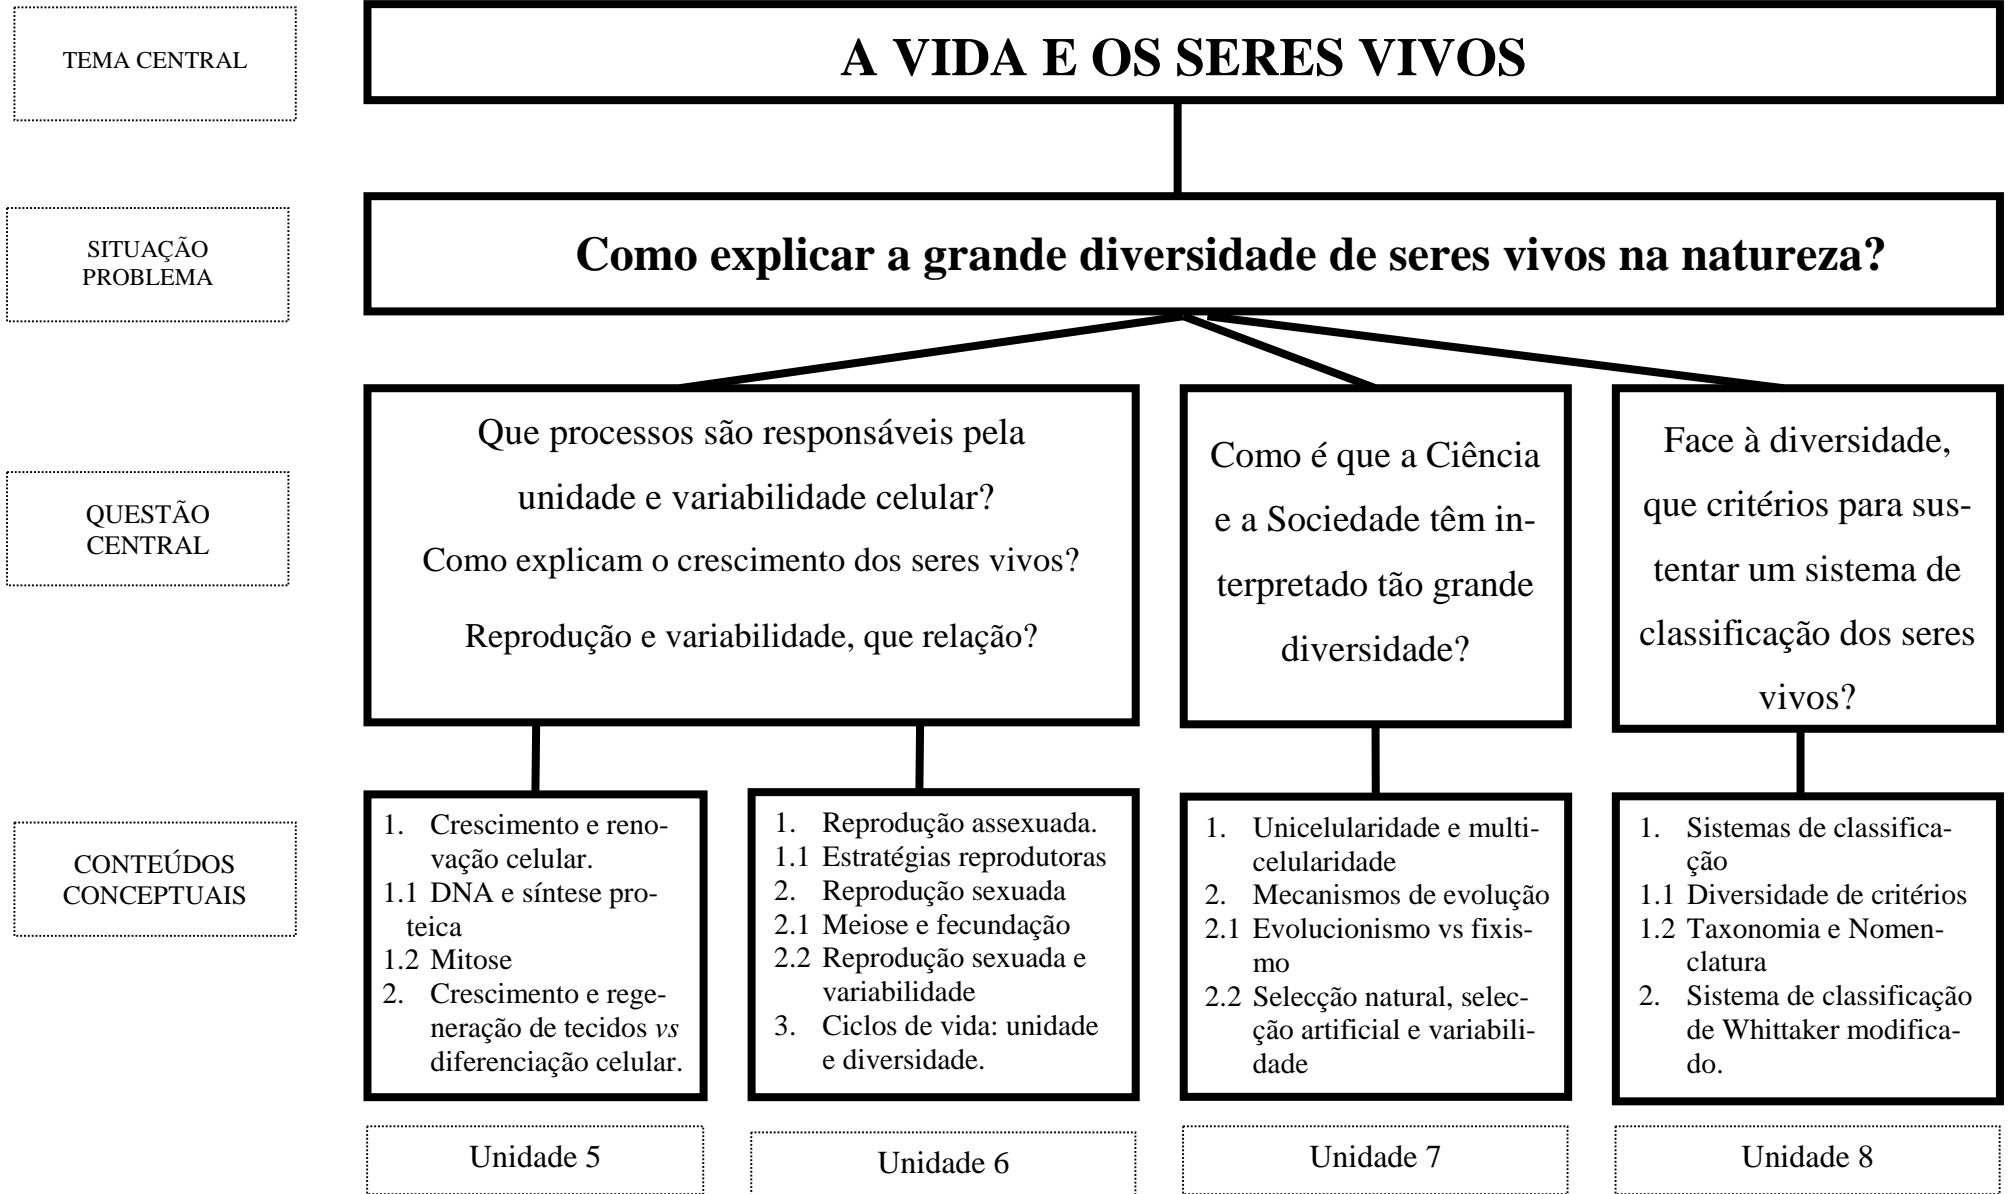 TEMA CENTRAL
A VIDA E OS SERES VIVOS
SITUAÇÃO
PROBLEMA
Como explicar a grande diversidade de seres vivos na natureza?
QUESTÃO
CENTRAL
Que processos são responsáveis pela
unidade e variabilidade celular?
Como explicam o crescimento dos seres vivos?
Reprodução e variabilidade, que relação?
Como é que a Ciência
e a Sociedade têm in-
terpretado tão grande
diversidade?
Face à diversidade,
que critérios para sus-
tentar um sistema de
classificação dos seres
vivos?
CONTEÚDOS
CONCEPTUAIS
1. Crescimento e reno-
vação celular.
1.1 DNA e síntese pro-
teica
1.2 Mitose
2. Crescimento e rege-
neração de tecidos vs
diferenciação celular.
1. Reprodução assexuada.
1.1 Estratégias reprodutoras
2. Reprodução sexuada
2.1 Meiose e fecundação
2.2 Reprodução sexuada e
variabilidade
3. Ciclos de vida: unidade
e diversidade.
1. Unicelularidade e multi-
celularidade
2. Mecanismos de evolução
2.1 Evolucionismo vs fixis-
mo
2.2 Selecção natural, selec-
ção artificial e variabili-
dade
1. Sistemas de classifica-
ção
1.1 Diversidade de critérios
1.2 Taxonomia e Nomen-
clatura
2. Sistema de classificação
de Whittaker modifica-
do.
Unidade 5
Unidade 6
Unidade 7
Unidade 8